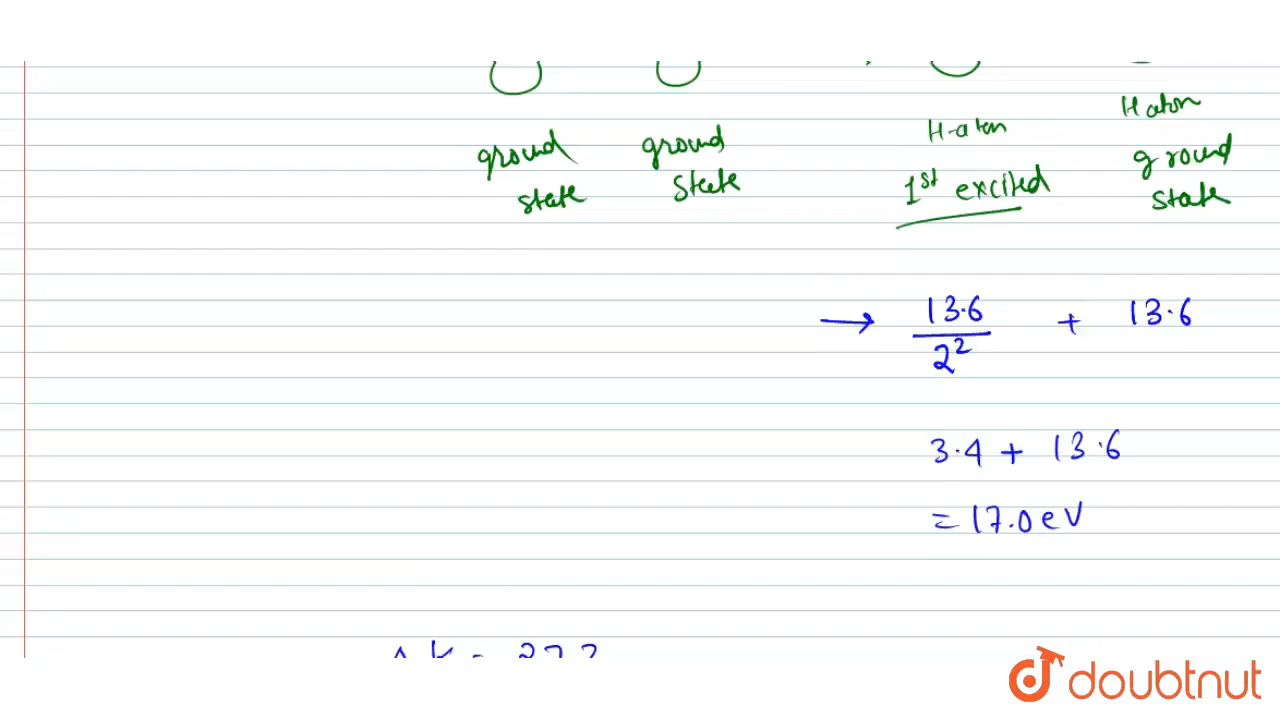 ground state
ground state
H-atom
1st excited
H atom
ground state
→ 13.6 / 2² + 13.6
3.4 + 13.6
= 17.0 eV
doubtnut